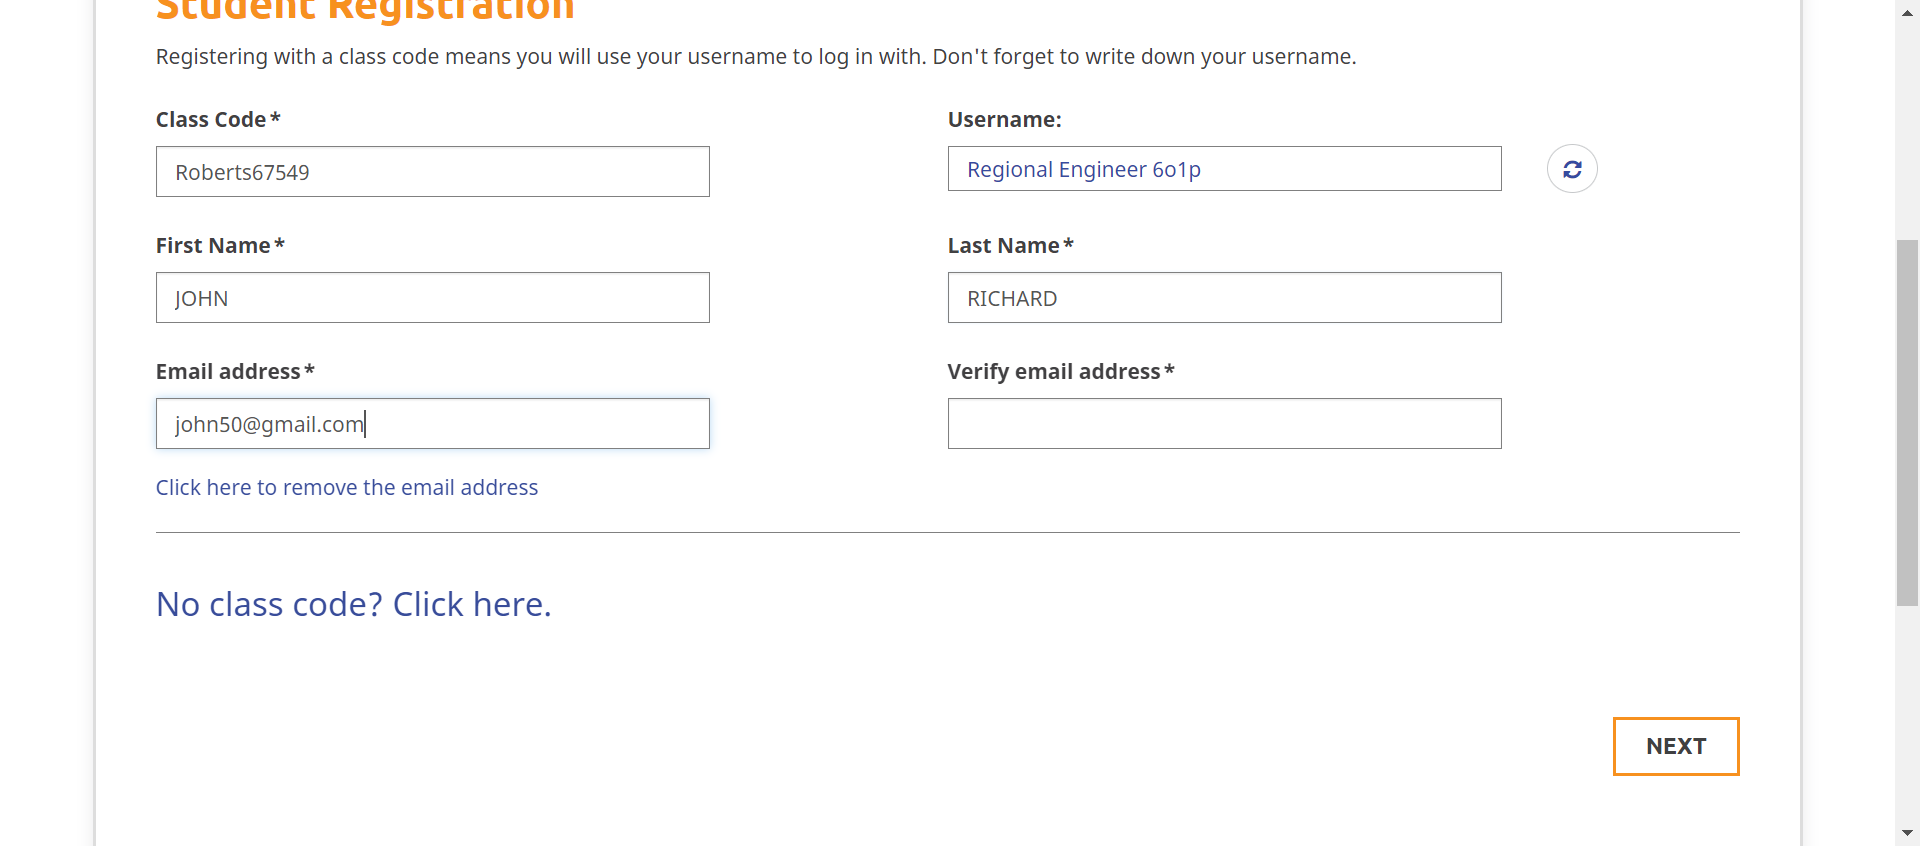 Student Registration
Registering with a class code means you will use your username to log in with. Don't forget to write down your username.
Class Code*
Username:
Roberts67549
Regional Engineer 6o1p
First Name*
Last Name*
JOHN
RICHARD
Email address*
Verify email address*
john50@gmail.com
Click here to remove the email address
No class code? Click here.
NEXT